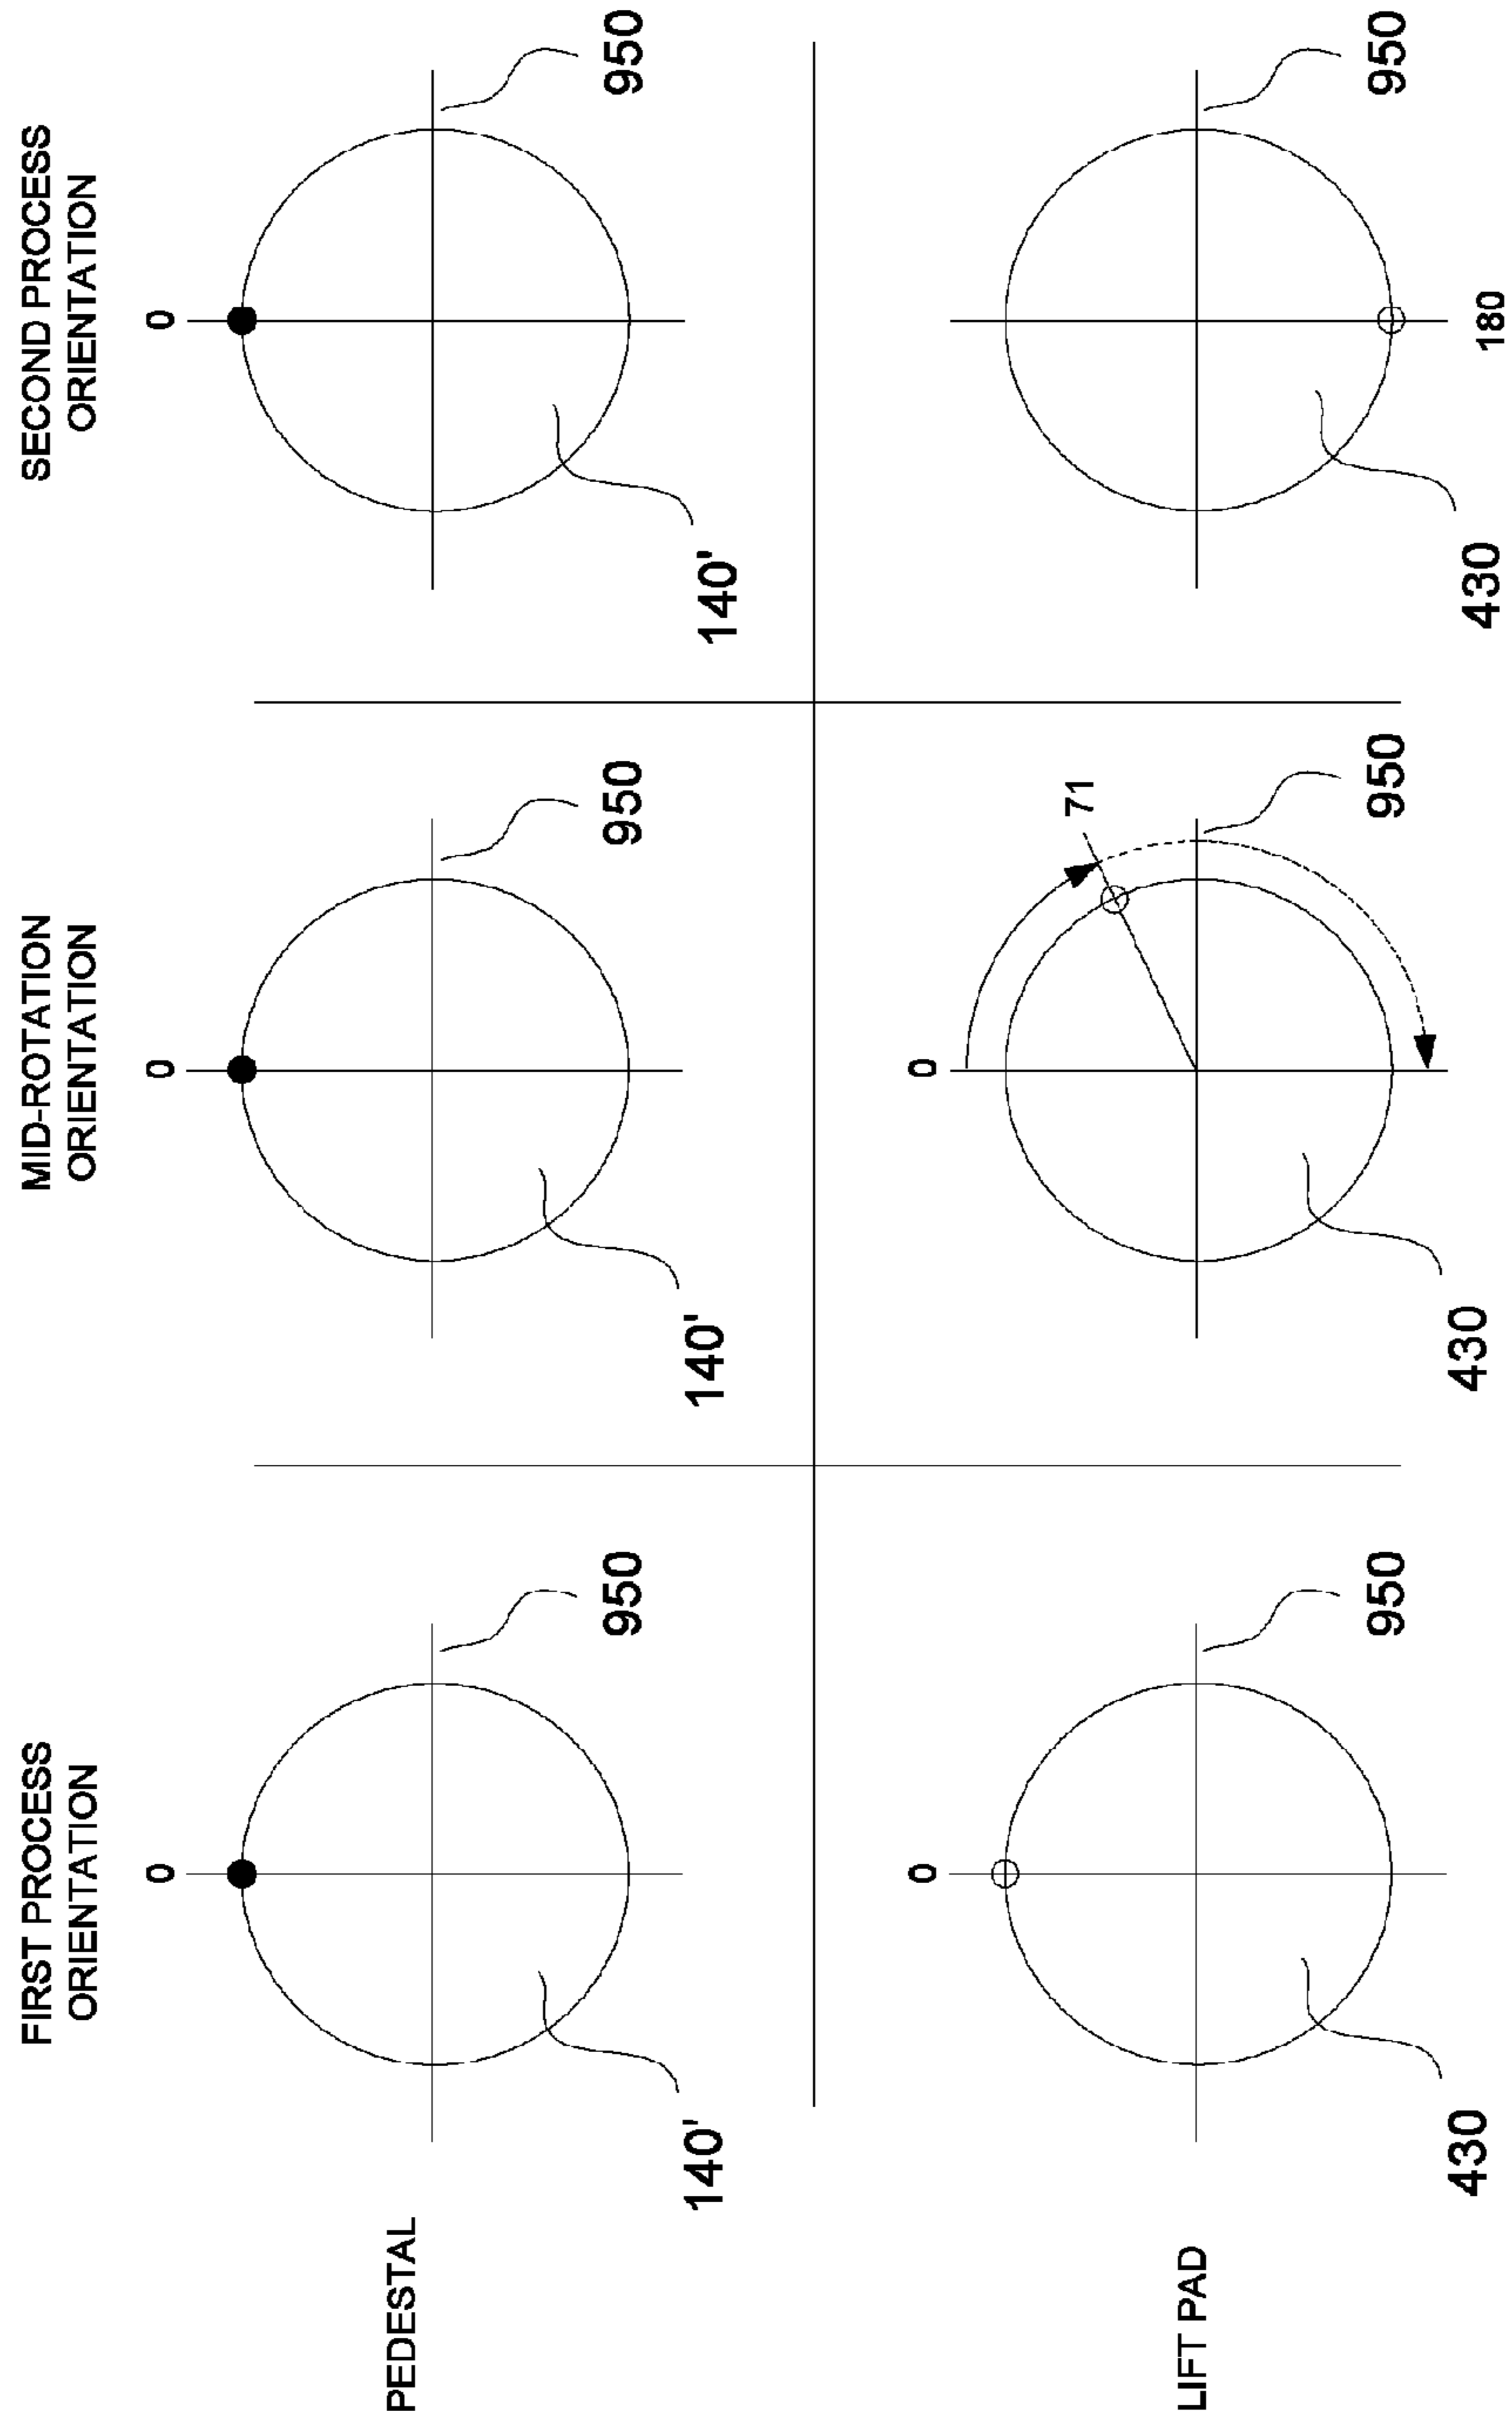 FIRST PROCESS
ORIENTATION
MID-ROTATION
ORIENTATION
SECOND PROCESS
ORIENTATION
0
0
0
PEDESTAL
950
950
950
140'
140'
140'
0
0
71
LIFT PAD
950
950
950
430
430
430
180